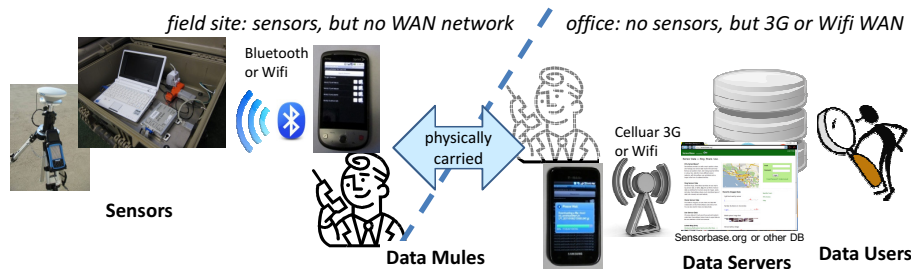 field site: sensors, but no WAN network
office: no sensors, but 3G or Wifi WAN
Bluetooth
or Wifi
physically
carried
Celluar 3G
or Wifi
Sensors
Data Mules
SAMSUNG
Sensorbase.org or other DB
Data Servers
Data Users